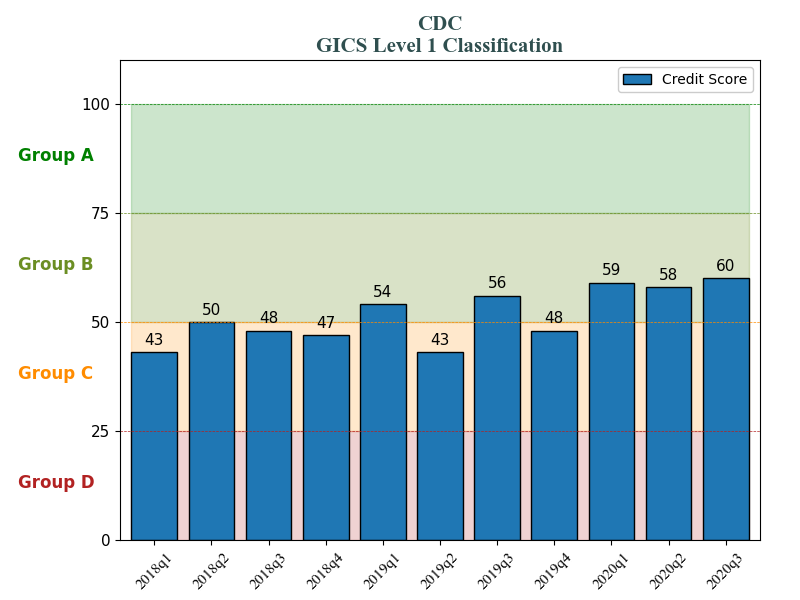 CDC
GICS Level 1 Classification
Credit Score
100
Group A
75
Group B
50
Group C
25
Group D
0
43
50
48
47
54
43
56
48
59
58
60
2018q1
2018q2
2018q3
2018q4
2019q1
2019q2
2019q3
2019q4
2020q1
2020q2
2020q3